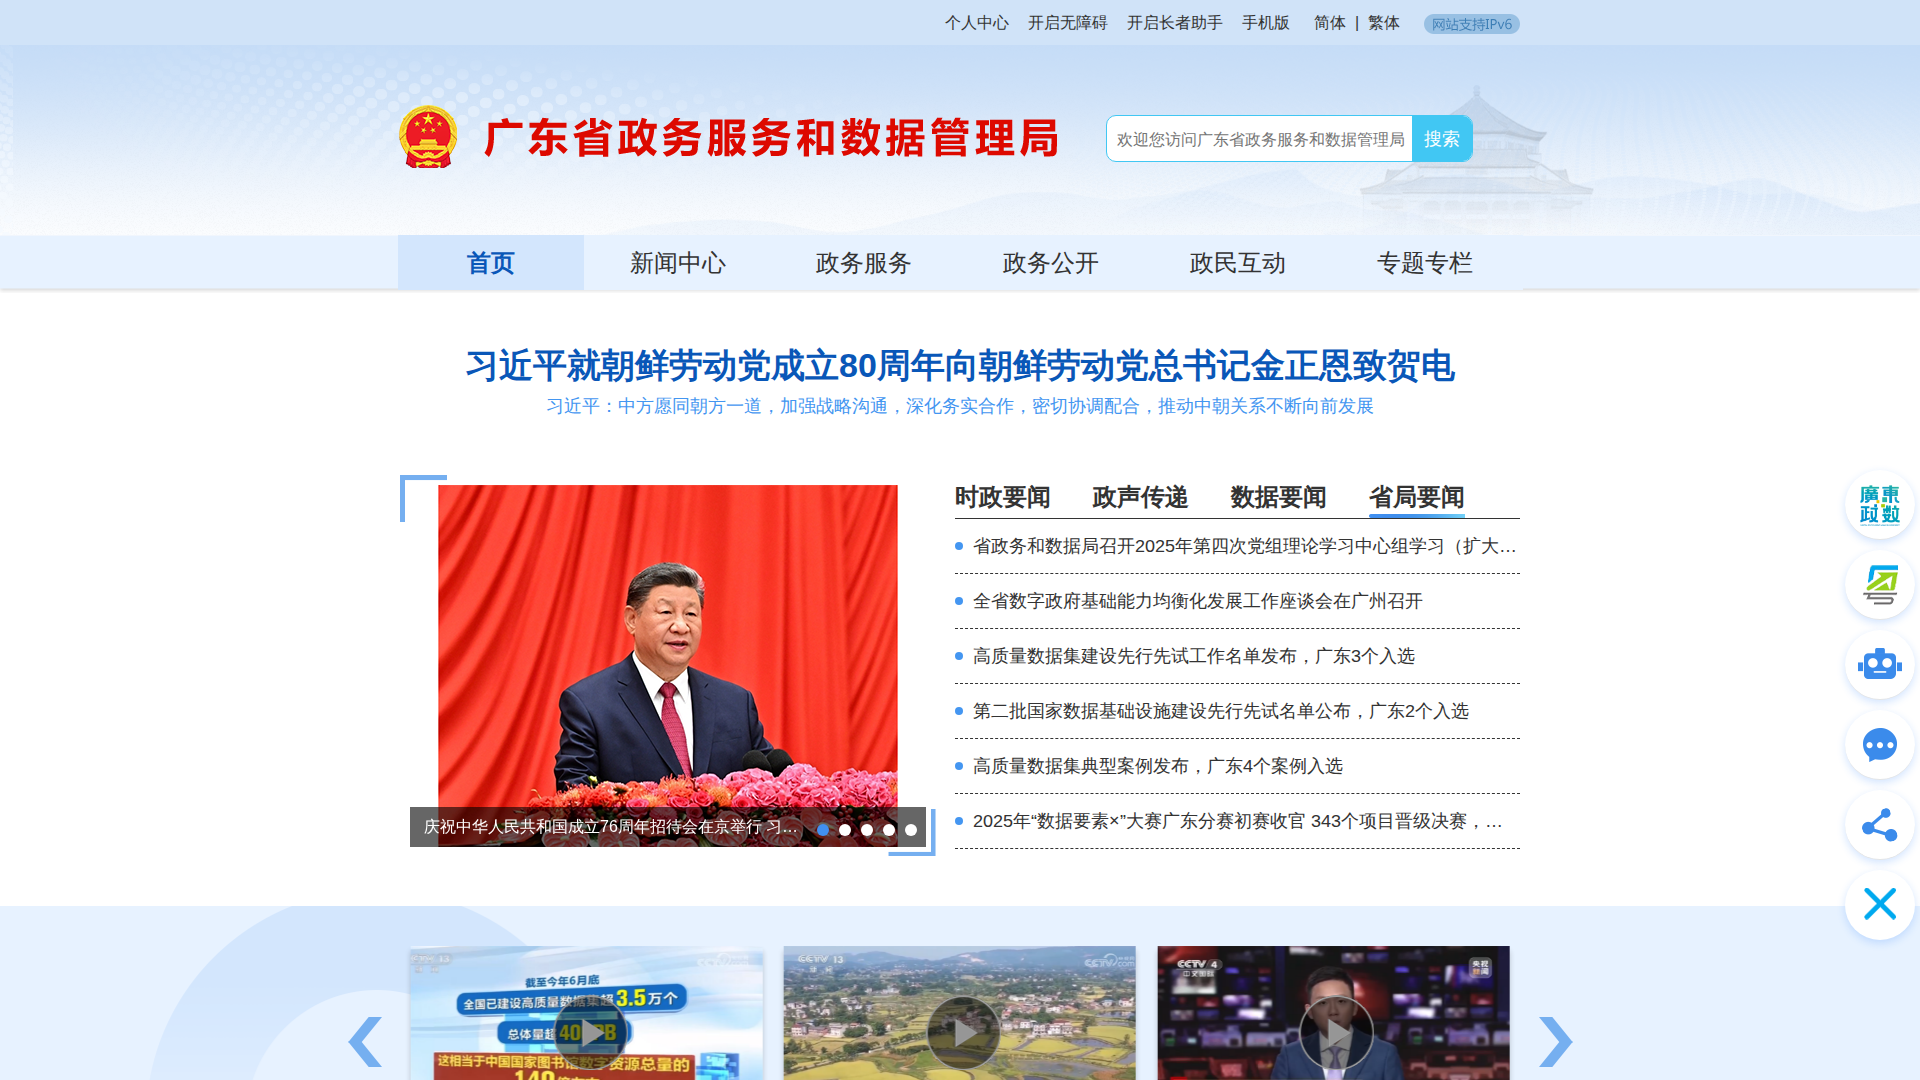 个人中心 开启无障碍 开启长者助手 手机版 简体 | 繁体 网站支持IPv6
广东省政务服务和数据管理局
欢迎您访问广东省政务服务和数据管理局 搜索
首页 新闻中心 政务服务 政务公开 政民互动 专题专栏
习近平就朝鲜劳动党成立80周年向朝鲜劳动党总书记金正恩致贺电
习近平：中方愿同朝方一道，加强战略沟通，深化务实合作，密切协调配合，推动中朝关系不断向前发展
时政要闻 政声传递 数据要闻 省局要闻
省政务和数据局召开2025年第四次党组理论学习中心组学习（扩大…
全省数字政府基础能力均衡化发展工作座谈会在广州召开
高质量数据集建设先行先试工作名单发布，广东3个入选
第二批国家数据基础设施建设先行先试名单公布，广东2个入选
高质量数据集典型案例发布，广东4个案例入选
2025年“数据要素×”大赛广东分赛初赛收官 343个项目晋级决赛，…
庆祝中华人民共和国成立76周年招待会在京举行 习…
廣東
政数
CCTV 13
截至今年6月底
全国已建设高质量数据集超3.5万个
总体量超
这相当于中国国家图书馆数字资源总量的
CCTV 13
CCTV 4
中文国际
央视
新闻